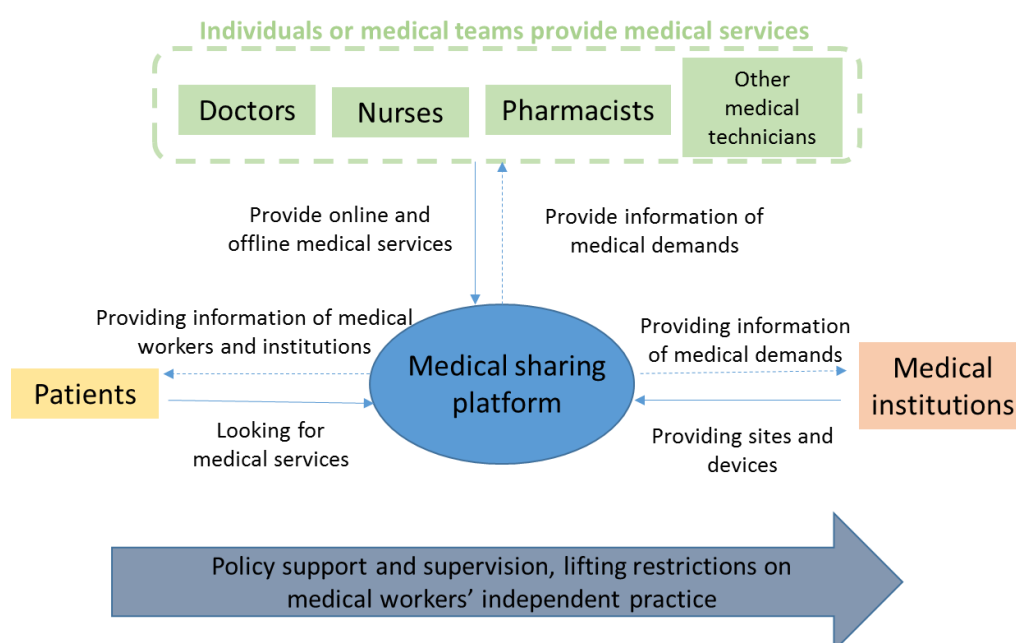 Individuals or medical teams provide medical services
Doctors
Nurses
Pharmacists
Other
medical
technicians
Provide online and
offline medical services
Provide information of
medical demands
Providing information of medical
workers and institutions
Providing information
of medical demands
Patients
Medical sharing
platform
Medical
institutions
Looking for
medical services
Providing sites and
devices
Policy support and supervision, lifting restrictions on
medical workers’ independent practice